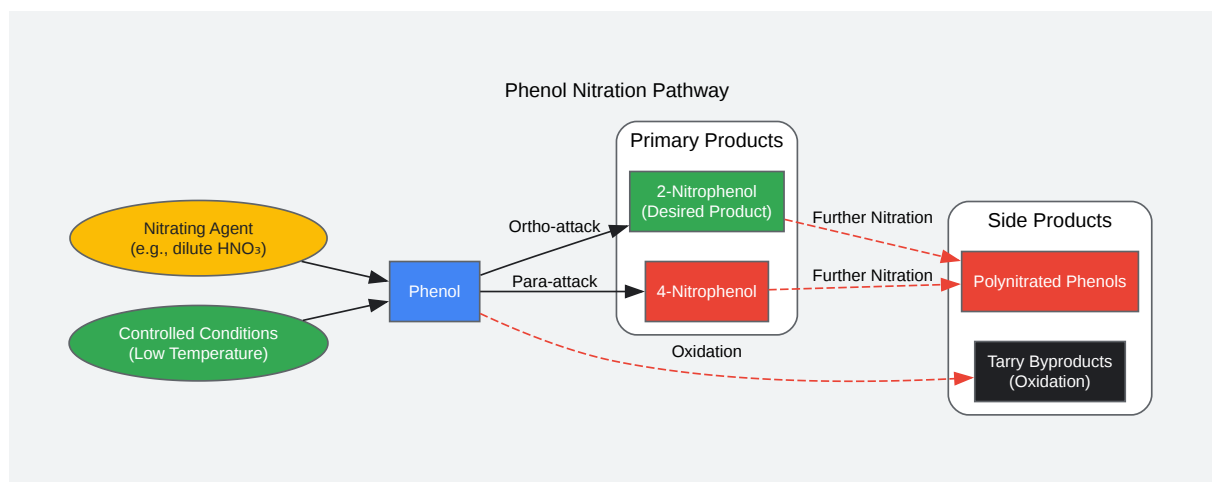 Phenol Nitration Pathway
Primary Products
2-Nitrophenol
(Desired Product)
4-Nitrophenol
Side Products
Polynitrated Phenols
Tarry Byproducts
(Oxidation)
Nitrating Agent
(e.g., dilute HNO₃)
Controlled Conditions
(Low Temperature)
Phenol
Ortho-attack
Para-attack
Oxidation
Further Nitration
Further Nitration